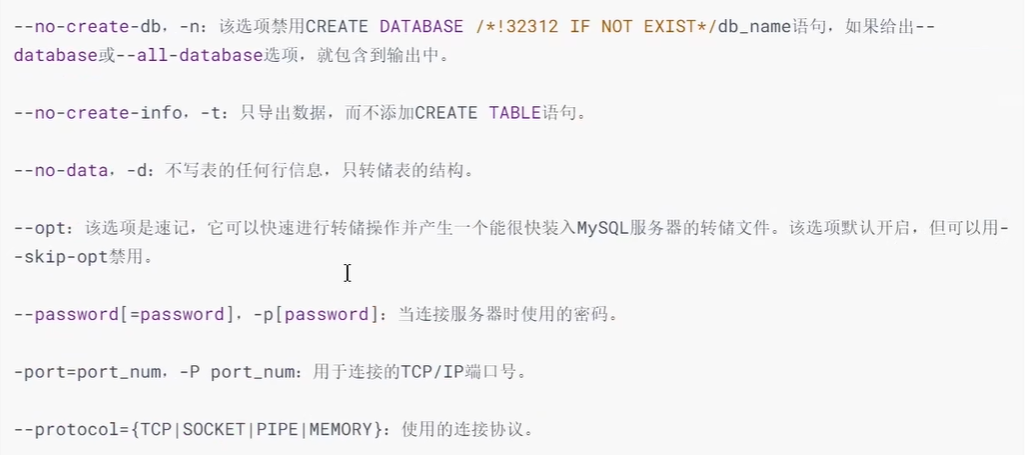 --no-create-db，-n：该选项禁用CREATE DATABASE /*!32312 IF NOT EXIST*/db_name语句，如果给出--
database或--all-database选项，就包含到输出中。
--no-create-info，-t：只导出数据，而不添加CREATE TABLE语句。
--no-data，-d：不写表的任何行信息，只转储表的结构。
--opt：该选项是速记，它可以快速进行转储操作并产生一个能很快装入MySQL服务器的转储文件。该选项默认开启，但可以用-
-skip-opt禁用。
--password[=password]，-p[password]：当连接服务器时使用的密码。
-port=port_num，-P port_num：用于连接的TCP/IP端口号。
--protocol={TCP|SOCKET|PIPE|MEMORY}：使用的连接协议。